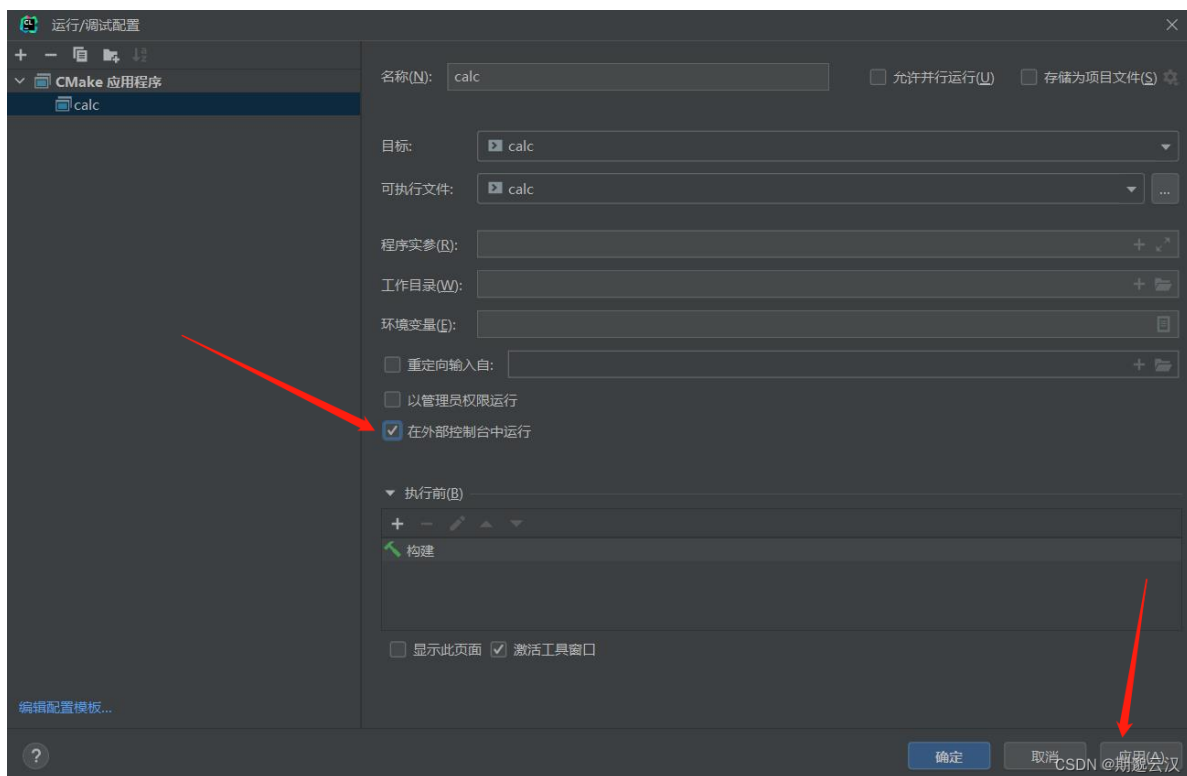 运行/调试配置
CMake 应用程序
calc
名称(N): calc
允许并行运行(U)
存储为项目文件(S)
目标: calc
可执行文件: calc
...
程序实参(R):
工作目录(W):
环境变量(E):
重定向输入自:
以管理员权限运行
在外部控制台中运行
执行前(B)
构建
显示此页面 激活工具窗口
编辑配置模板...
?
确定 取消 应用(A)
CSDN @期邈云汉